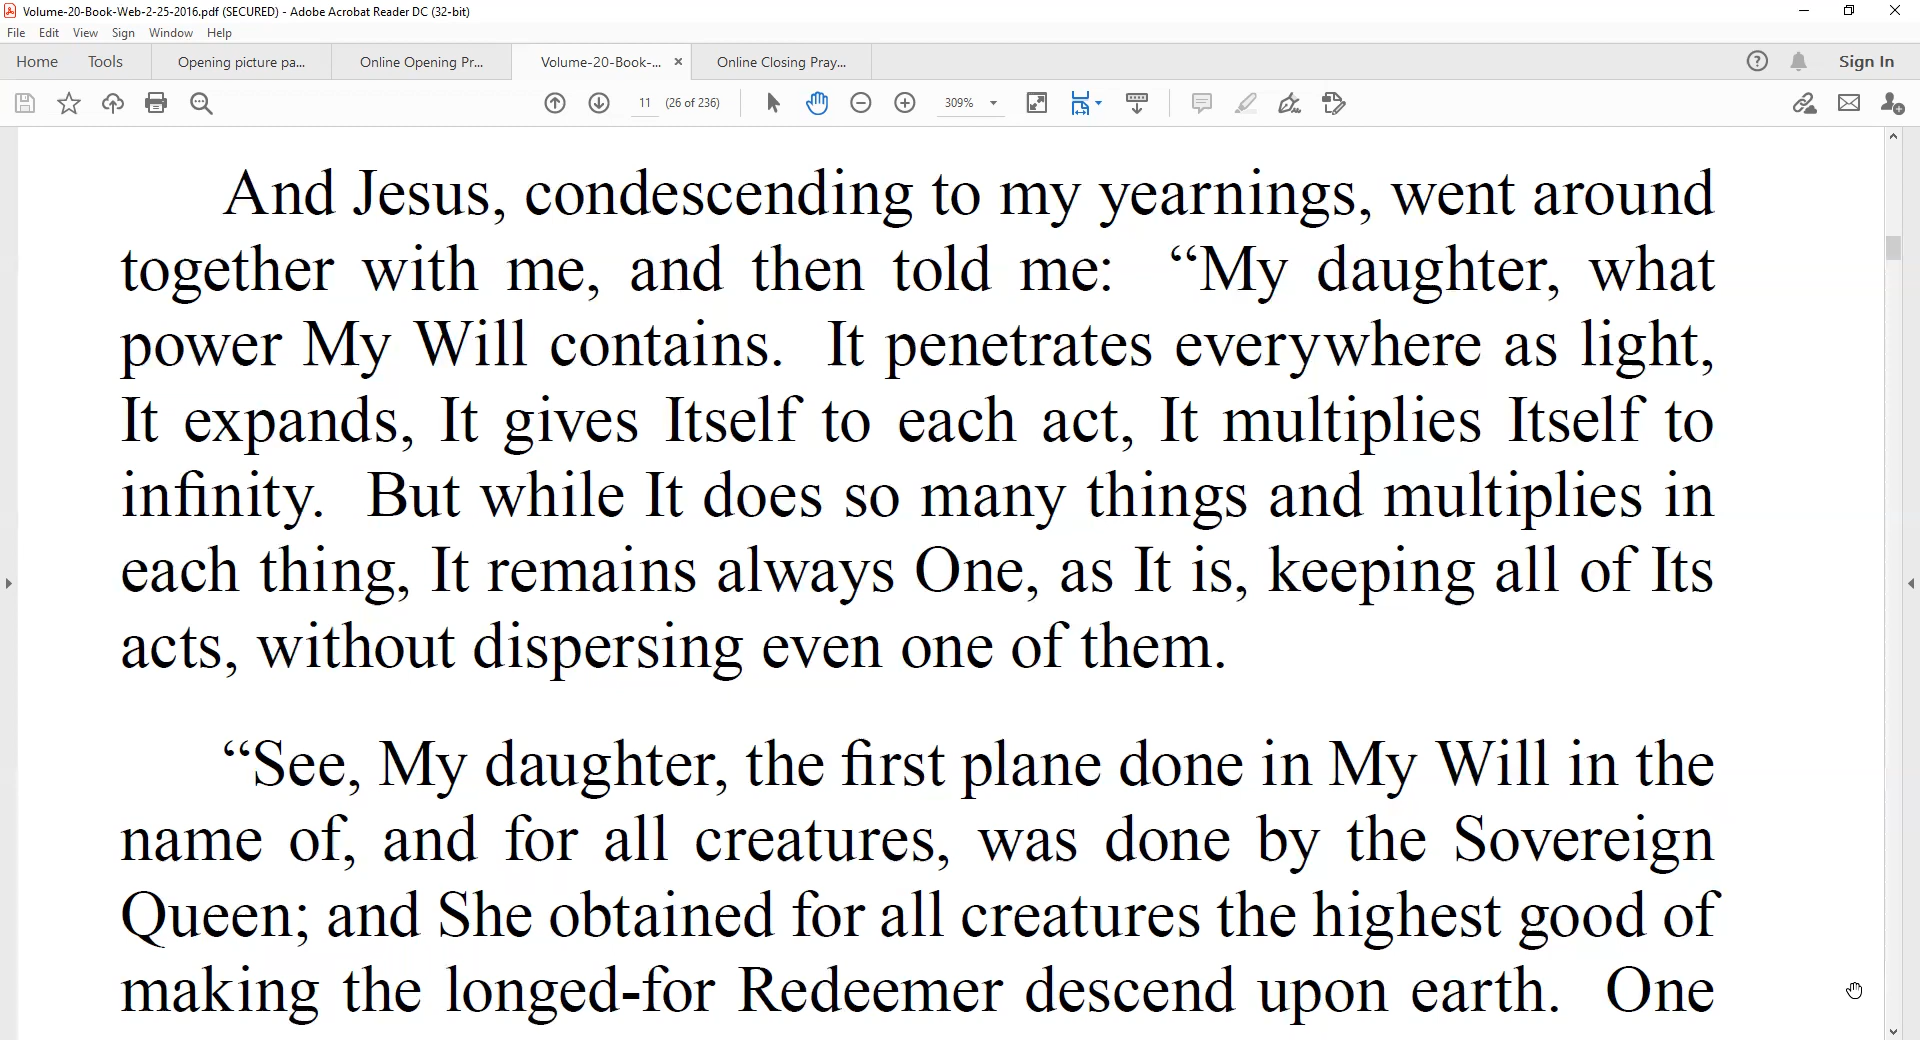 Volume-20-Book-Web-2-25-2016.pdf (SECURED) - Adobe Acrobat Reader DC (32-bit)
File Edit View Sign Window Help
Home Tools Opening picture pa... Online Opening Pr... Volume-20-Book-... × Online Closing Pray... Sign In
11 (26 of 236) 309%
And Jesus, condescending to my yearnings, went around
together with me, and then told me: “My daughter, what
power My Will contains. It penetrates everywhere as light,
It expands, It gives Itself to each act, It multiplies Itself to
infinity. But while It does so many things and multiplies in
each thing, It remains always One, as It is, keeping all of Its
acts, without dispersing even one of them.
“See, My daughter, the first plane done in My Will in the
name of, and for all creatures, was done by the Sovereign
Queen; and She obtained for all creatures the highest good of
making the longed-for Redeemer descend upon earth. One